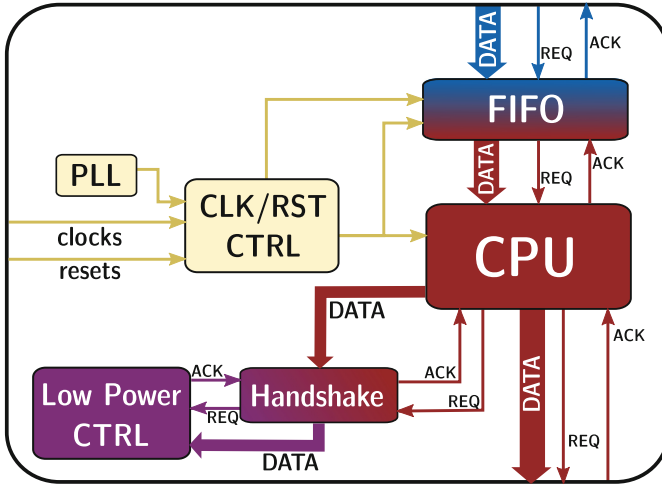 DATA
REQ
ACK
FIFO
DATA
REQ
ACK
PLL
CLK/RST
CTRL
clocks
resets
CPU
DATA
ACK
REQ
DATA
REQ
ACK
Handshake
ACK
REQ
Low Power
CTRL
DATA